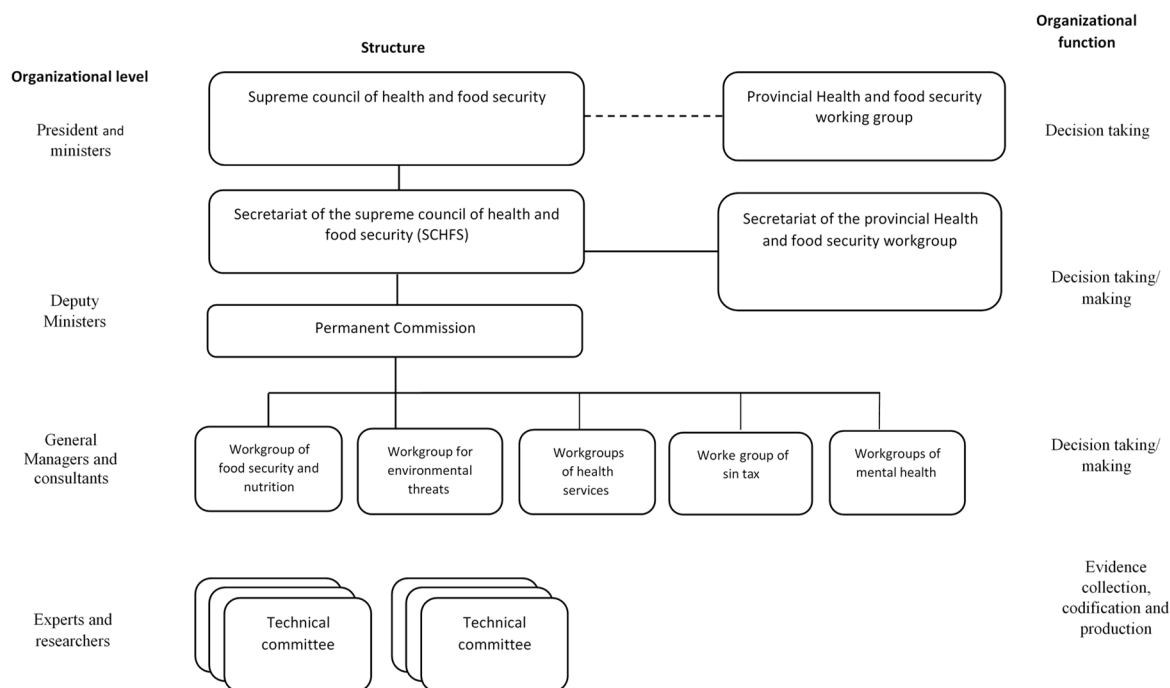 Organizational
function
Structure
Organizational level
Supreme council of health and food security
Provincial Health and food security
working group
President and
ministers
Decision taking
Secretariat of the supreme council of health and
food security (SCHFS)
Secretariat of the provincial Health
and food security workgroup
Deputy
Ministers
Decision taking/
making
Permanent Commission
General
Managers and
consultants
Workgroup of
food security and
nutrition
Workgroup for
environmental
threats
Workgroups
of health
services
Worke group of
sin tax
Workgroups of
mental health
Decision taking/
making
Experts and
researchers
Technical
committee
Technical
committee
Evidence
collection,
codification and
production